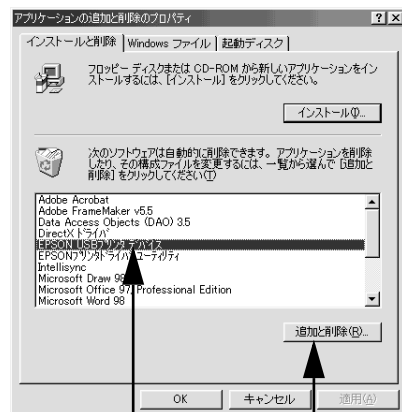 アプリケーションの追加と削除のプロパティ
インストールと削除
Windows ファイル
起動ディスク
フロッピー ディスクまたは CD-ROM から新しいアプリケーションをイン
ストールするには、[インストール] をクリックしてください。
インストール(I)...
次のソフトウェアは自動的に削除できます。アプリケーションを削除
したり、その構成ファイルを変更するには、一覧から選んで [追加と
削除] をクリックしてください(T)
Adobe Acrobat
Adobe FrameMaker v5.5
Data Access Objects (DAO) 3.5
DirectX ドライバ
EPSON USBプリンタデバイス
EPSONプリンタドライバ・ユーティリティ
Intellisync
Microsoft Draw 98
Microsoft Office 97, Professional Edition
Microsoft Word 98
追加と削除(R)...
OK
キャンセル
適用(A)